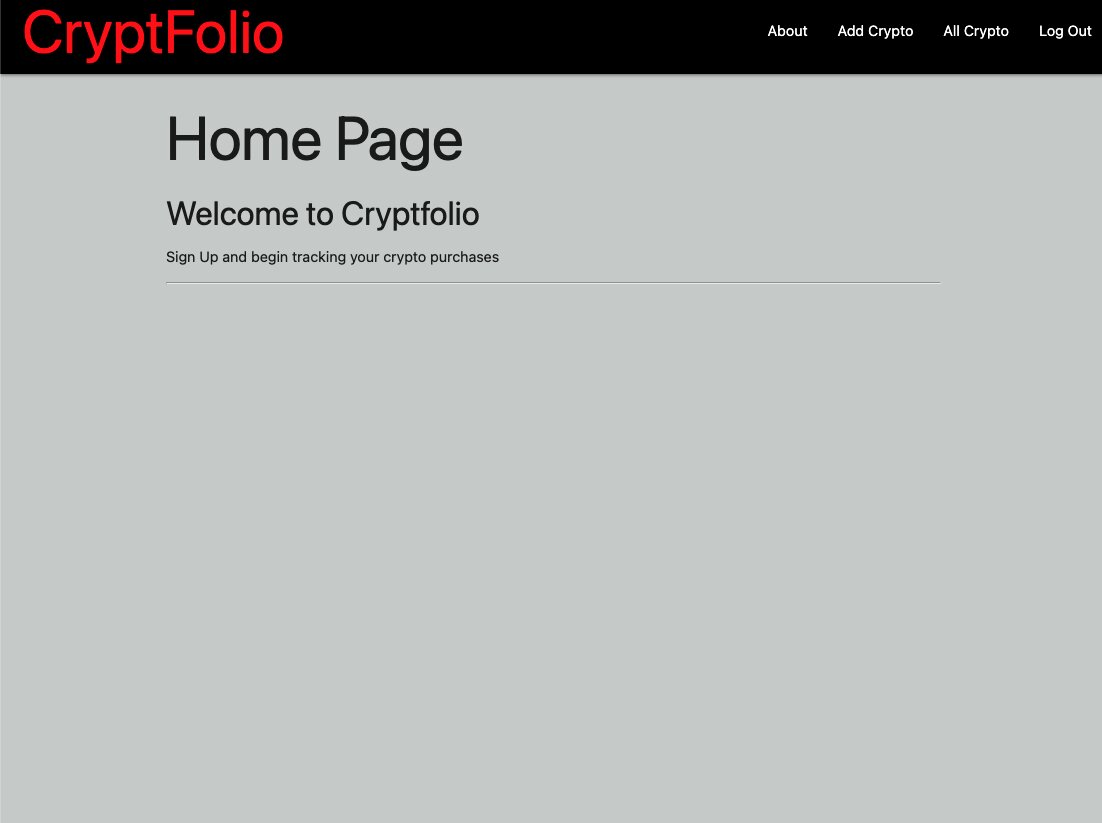 CryptFolio
About Add Crypto All Crypto Log Out
Home Page
Welcome to Cryptfolio
Sign Up and begin tracking your crypto purchases